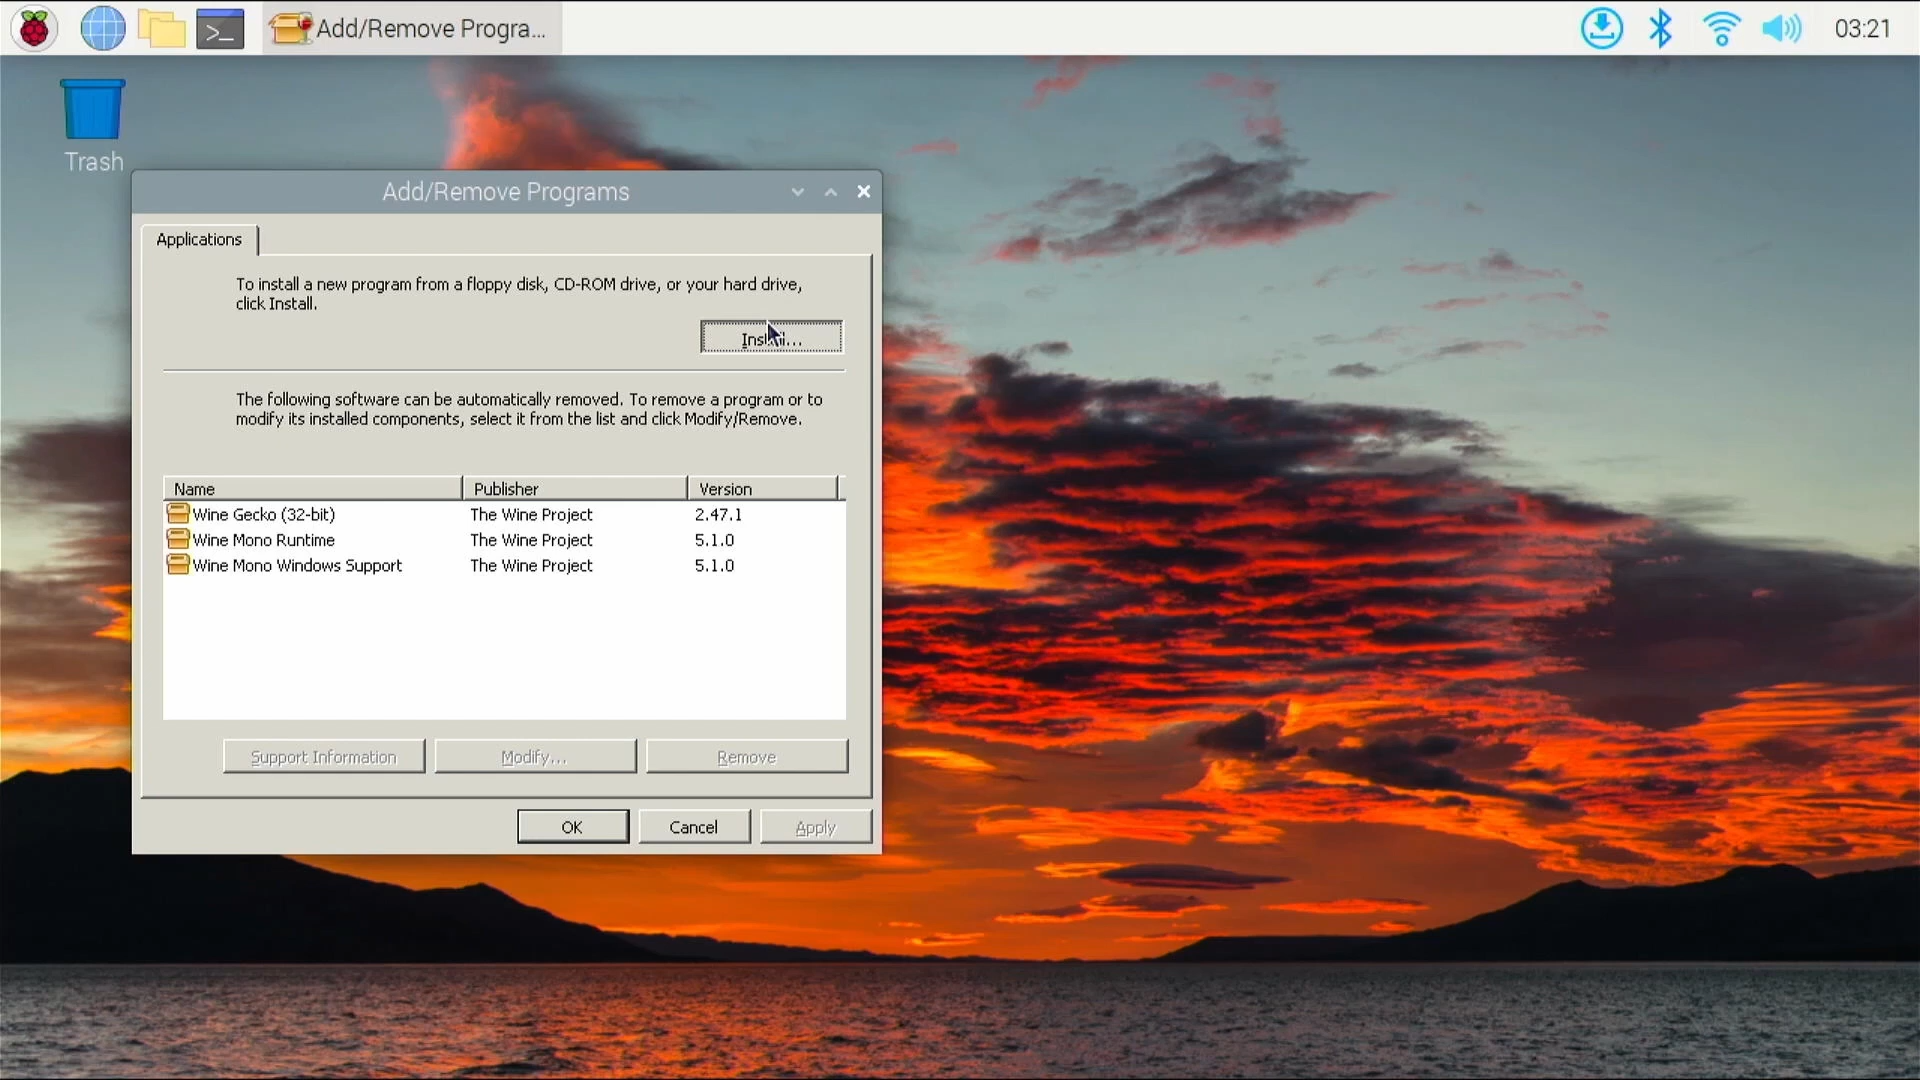 Add/Remove Progra...
03:21
Trash
Add/Remove Programs
Applications
To install a new program from a floppy disk, CD-ROM drive, or your hard drive,
click Install.
Install...
The following software can be automatically removed. To remove a program or to
modify its installed components, select it from the list and click Modify/Remove.
Name Publisher Version
Wine Gecko (32-bit) The Wine Project 2.47.1
Wine Mono Runtime The Wine Project 5.1.0
Wine Mono Windows Support The Wine Project 5.1.0
Support Information Modify... Remove
OK Cancel Apply